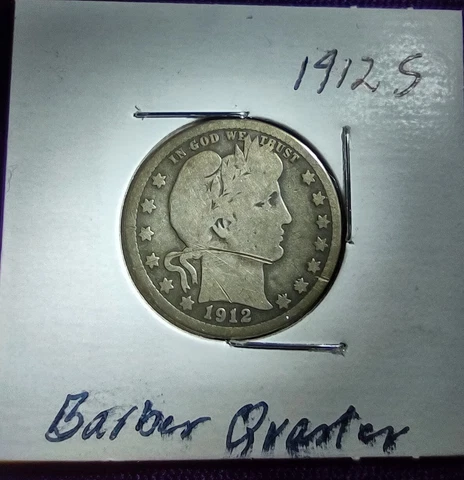 1912 S
IN GOD WE TRUST
1912
Barber Quarter